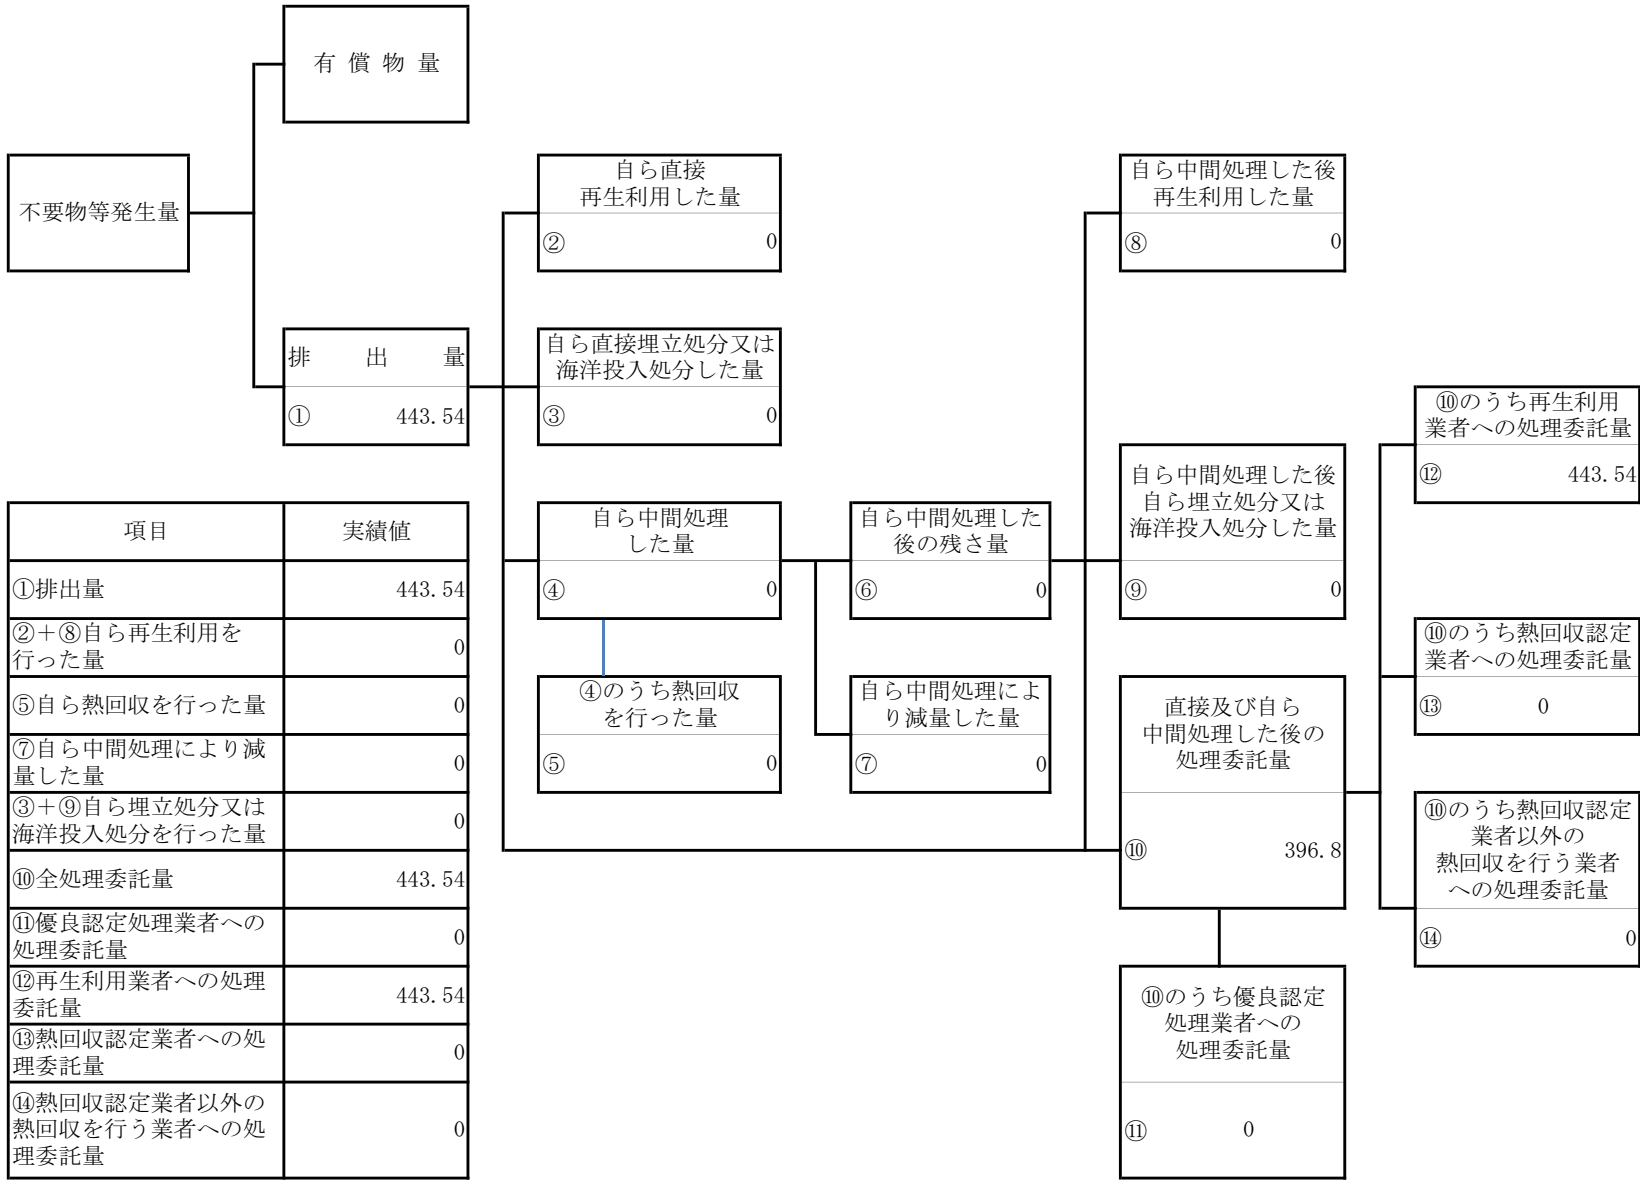 有償物量
不要物等発生量
排出量
① 443.54
自ら直接
再生利用した量
② 0
自ら直接埋立処分又は
海洋投入処分した量
③ 0
自ら中間処理
した量
④ 0
④のうち熱回収
を行った量
⑤ 0
自ら中間処理した
後の残さ量
⑥ 0
自ら中間処理によ
り減量した量
⑦ 0
自ら中間処理した後
再生利用した量
⑧ 0
自ら中間処理した後
自ら埋立処分又は
海洋投入処分した量
⑨ 0
直接及び自ら
中間処理した後の
処理委託量
⑩ 396.8
⑩のうち優良認定
処理業者への
処理委託量
⑪ 0
⑩のうち再生利用
業者への処理委託量
⑫ 443.54
⑩のうち熱回収認定
業者への処理委託量
⑬ 0
⑩のうち熱回収認定
業者以外の
熱回収を行う業者
への処理委託量
⑭ 0
項目 実績値
①排出量 443.54
②+⑧自ら再生利用を
行った量 0
⑤自ら熱回収を行った量 0
⑦自ら中間処理により減
量した量 0
③+⑨自ら埋立処分又は
海洋投入処分を行った量 0
⑩全処理委託量 443.54
⑪優良認定処理業者への
処理委託量 0
⑫再生利用業者への処理
委託量 443.54
⑬熱回収認定業者への処
理委託量 0
⑭熱回収認定業者以外の
熱回収を行う業者への処
理委託量 0